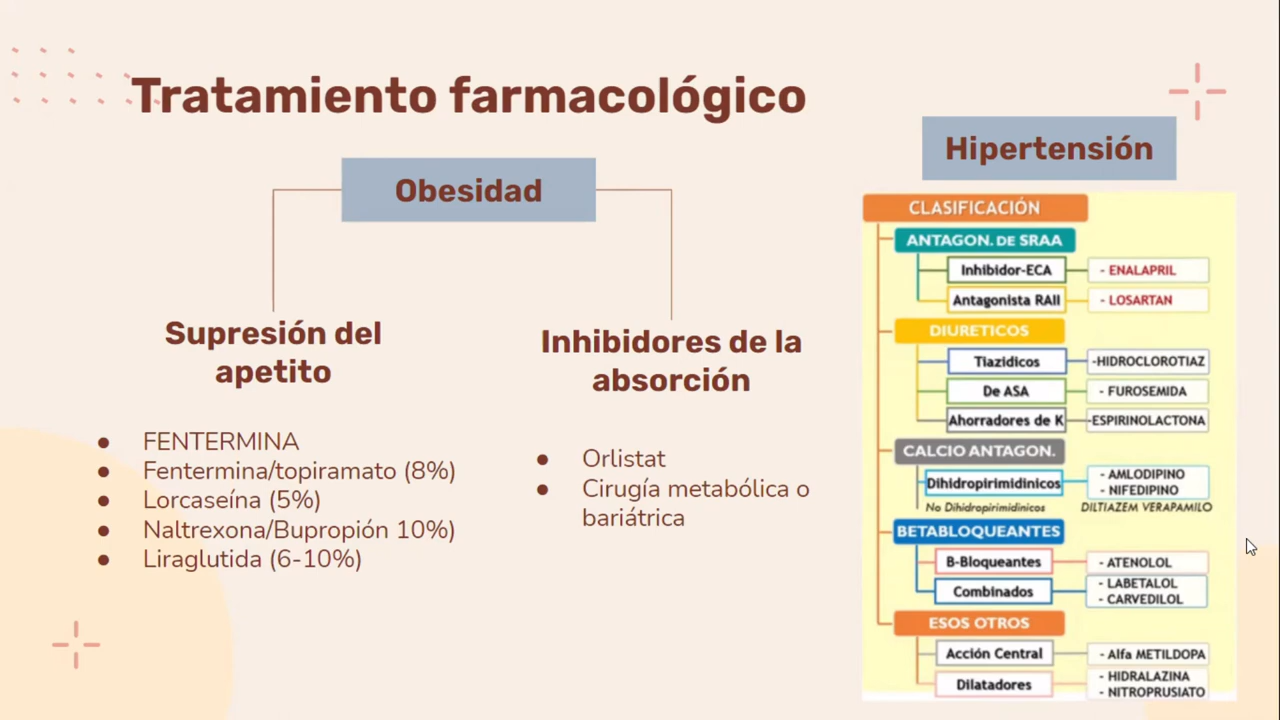 Tratamiento farmacológico
Obesidad
Supresión del
apetito
● FENTERMINA
● Fentermina/topiramato (8%)
● Lorcaseína (5%)
● Naltrexona/Bupropión 10%)
● Liraglutida (6-10%)
Inhibidores de la
absorción
● Orlistat
● Cirugía metabólica o
bariátrica
Hipertensión
CLASIFICACIÓN
ANTAGON. DE SRAA
Inhibidor-ECA - ENALAPRIL
Antagonista RAII - LOSARTAN
DIURETICOS
Tiazidicos -HIDROCLOROTIAZ
De ASA - FUROSEMIDA
Ahorradores de K -ESPIRINOLACTONA
CALCIO ANTAGON.
Dihidropirimidinicos - AMLODIPINO
- NIFEDIPINO
No Dihidropirimidinicos DILTIAZEM VERAPAMILO
BETABLOQUEANTES
B-Bloqueantes - ATENOLOL
Combinados - LABETALOL
- CARVEDILOL
ESOS OTROS
Acción Central - Alfa METILDOPA
Dilatadores - HIDRALAZINA
- NITROPRUSIATO